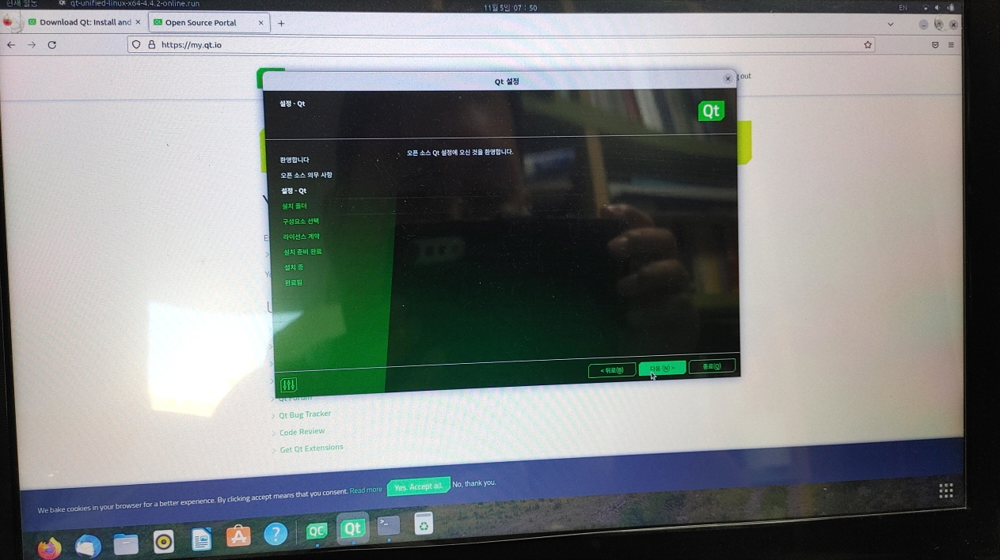 qt-unified-linux-x64-4.4.2-online.run
11월 5일 07 : 50
EN
Download Qt: Install and
Open Source Portal
https://my.qt.io
out
Qt 설정
설정 - Qt
Qt
오픈 소스 Qt 설정에 오신 것을 환영합니다.
환영합니다
오픈 소스 의무 사항
설정 - Qt
설치 폴더
구성요소 선택
라이선스 계약
설치 준비 완료
설치 중
완료됨
< 뒤로(B)
다음 (N) >
종료(Q)
Qt Forum
Qt Bug Tracker
Code Review
Get Qt Extensions
We bake cookies in your browser for a better experience. By clicking accept means that you consent. Read more
Yes. Accept all.
No, thank you.
QC
Qt